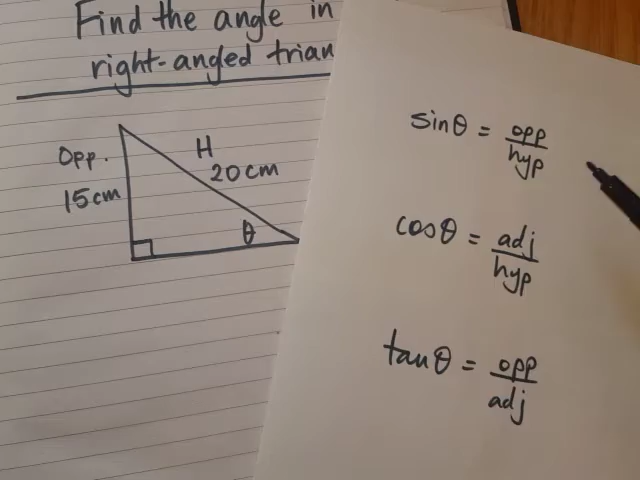 Find the angle in
right-angled trian
Opp.
15cm
H
20cm
θ
sinθ = opp
hyp
cosθ = adj
hyp
tanθ = opp
adj